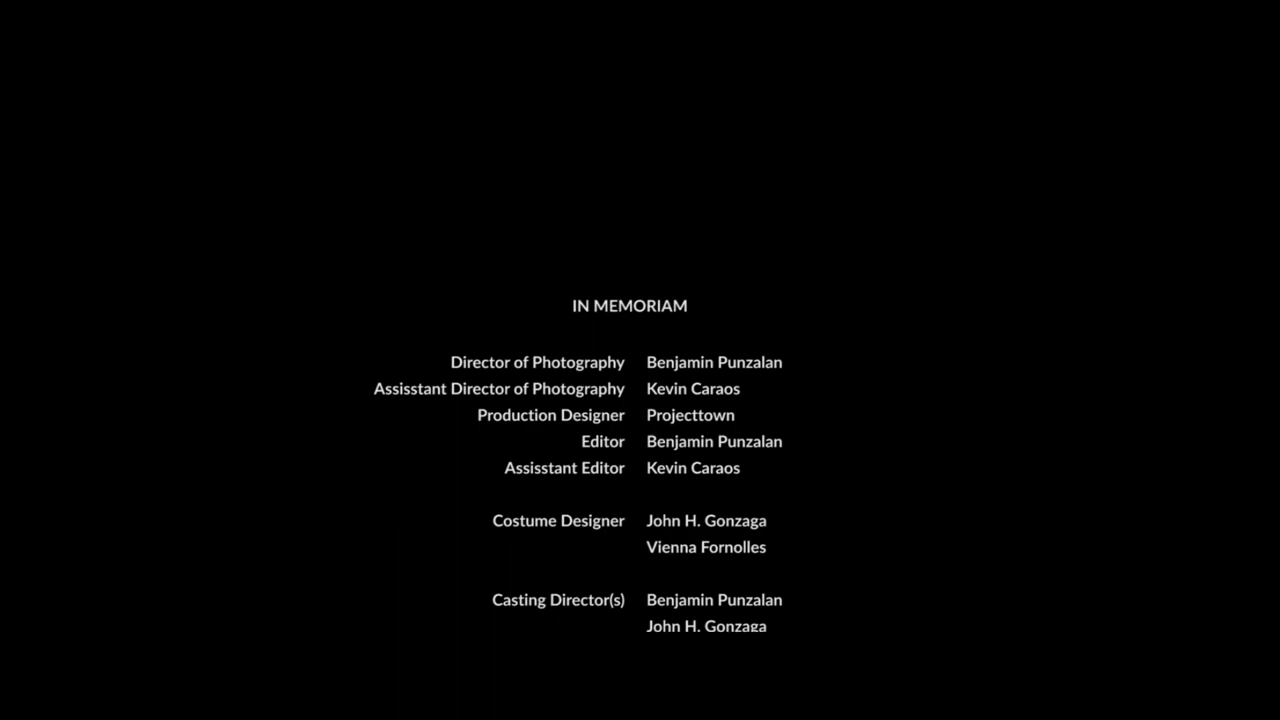 IN MEMORIAM
Director of Photography Benjamin Punzalan
Assisstant Director of Photography Kevin Caraos
Production Designer Projecttown
Editor Benjamin Punzalan
Assisstant Editor Kevin Caraos
Costume Designer John H. Gonzaga
Vienna Fornolles
Casting Director(s) Benjamin Punzalan
John H. Gonzaga